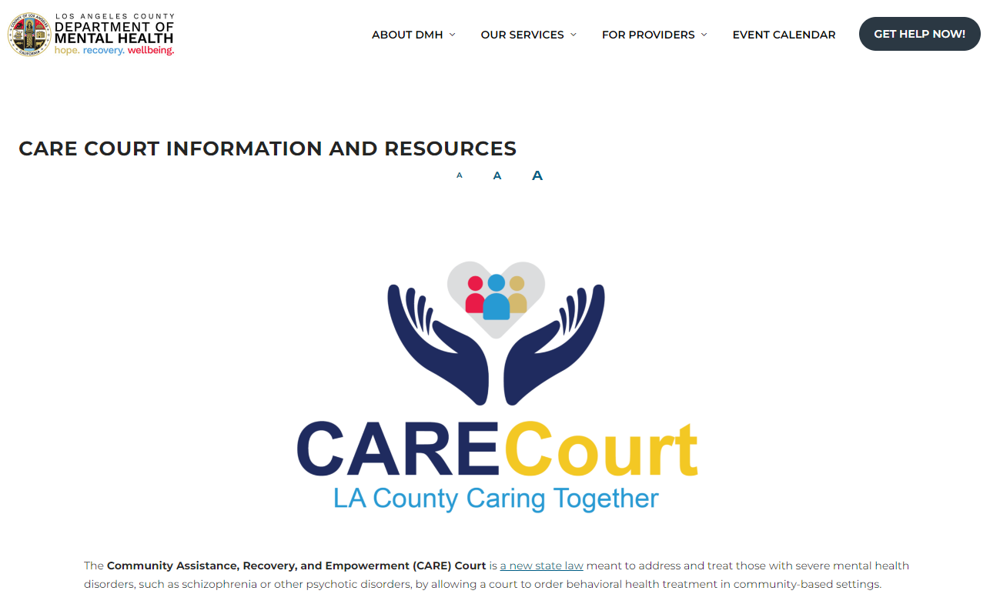 LOS ANGELES COUNTY
DEPARTMENT OF
MENTAL HEALTH
hope. recovery. wellbeing.
ABOUT DMH OUR SERVICES FOR PROVIDERS EVENT CALENDAR GET HELP NOW!
CARE COURT INFORMATION AND RESOURCES
A A A
CARECourt
LA County Caring Together
The Community Assistance, Recovery, and Empowerment (CARE) Court is a new state law meant to address and treat those with severe mental health
disorders, such as schizophrenia or other psychotic disorders, by allowing a court to order behavioral health treatment in community-based settings.